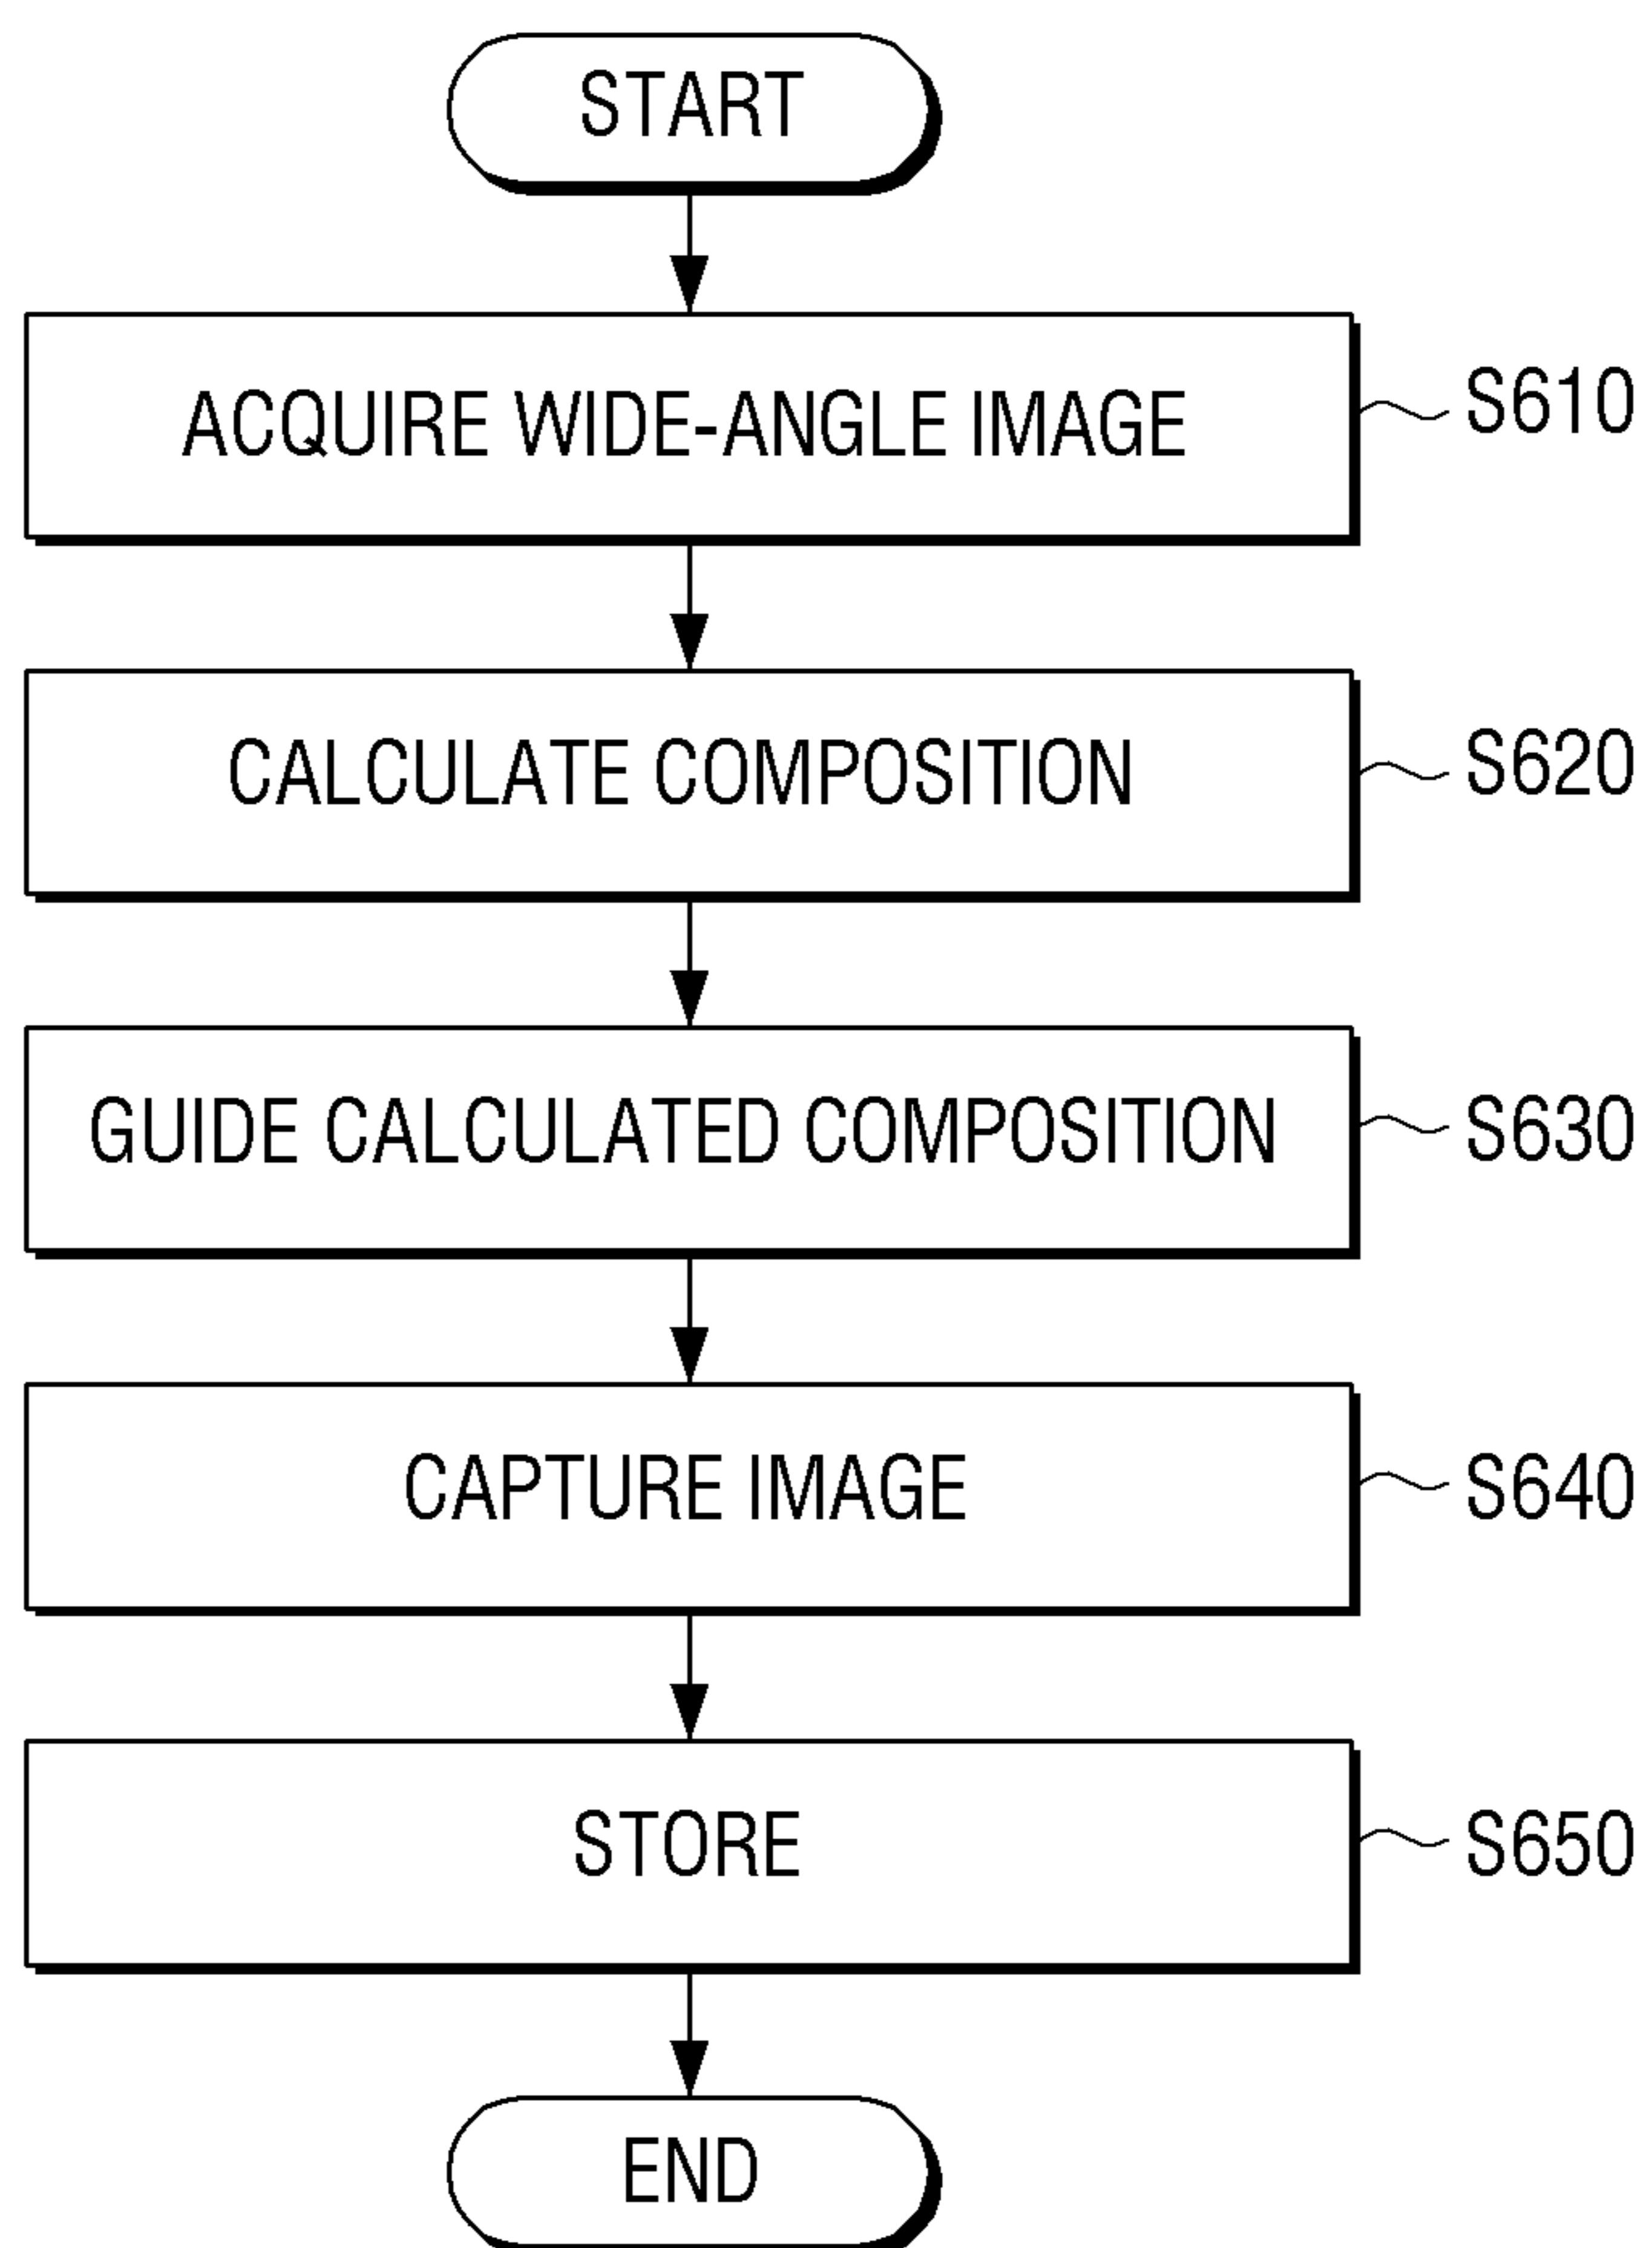 START
ACQUIRE WIDE-ANGLE IMAGE
S610
CALCULATE COMPOSITION
S620
GUIDE CALCULATED COMPOSITION
S630
CAPTURE IMAGE
S640
STORE
S650
END